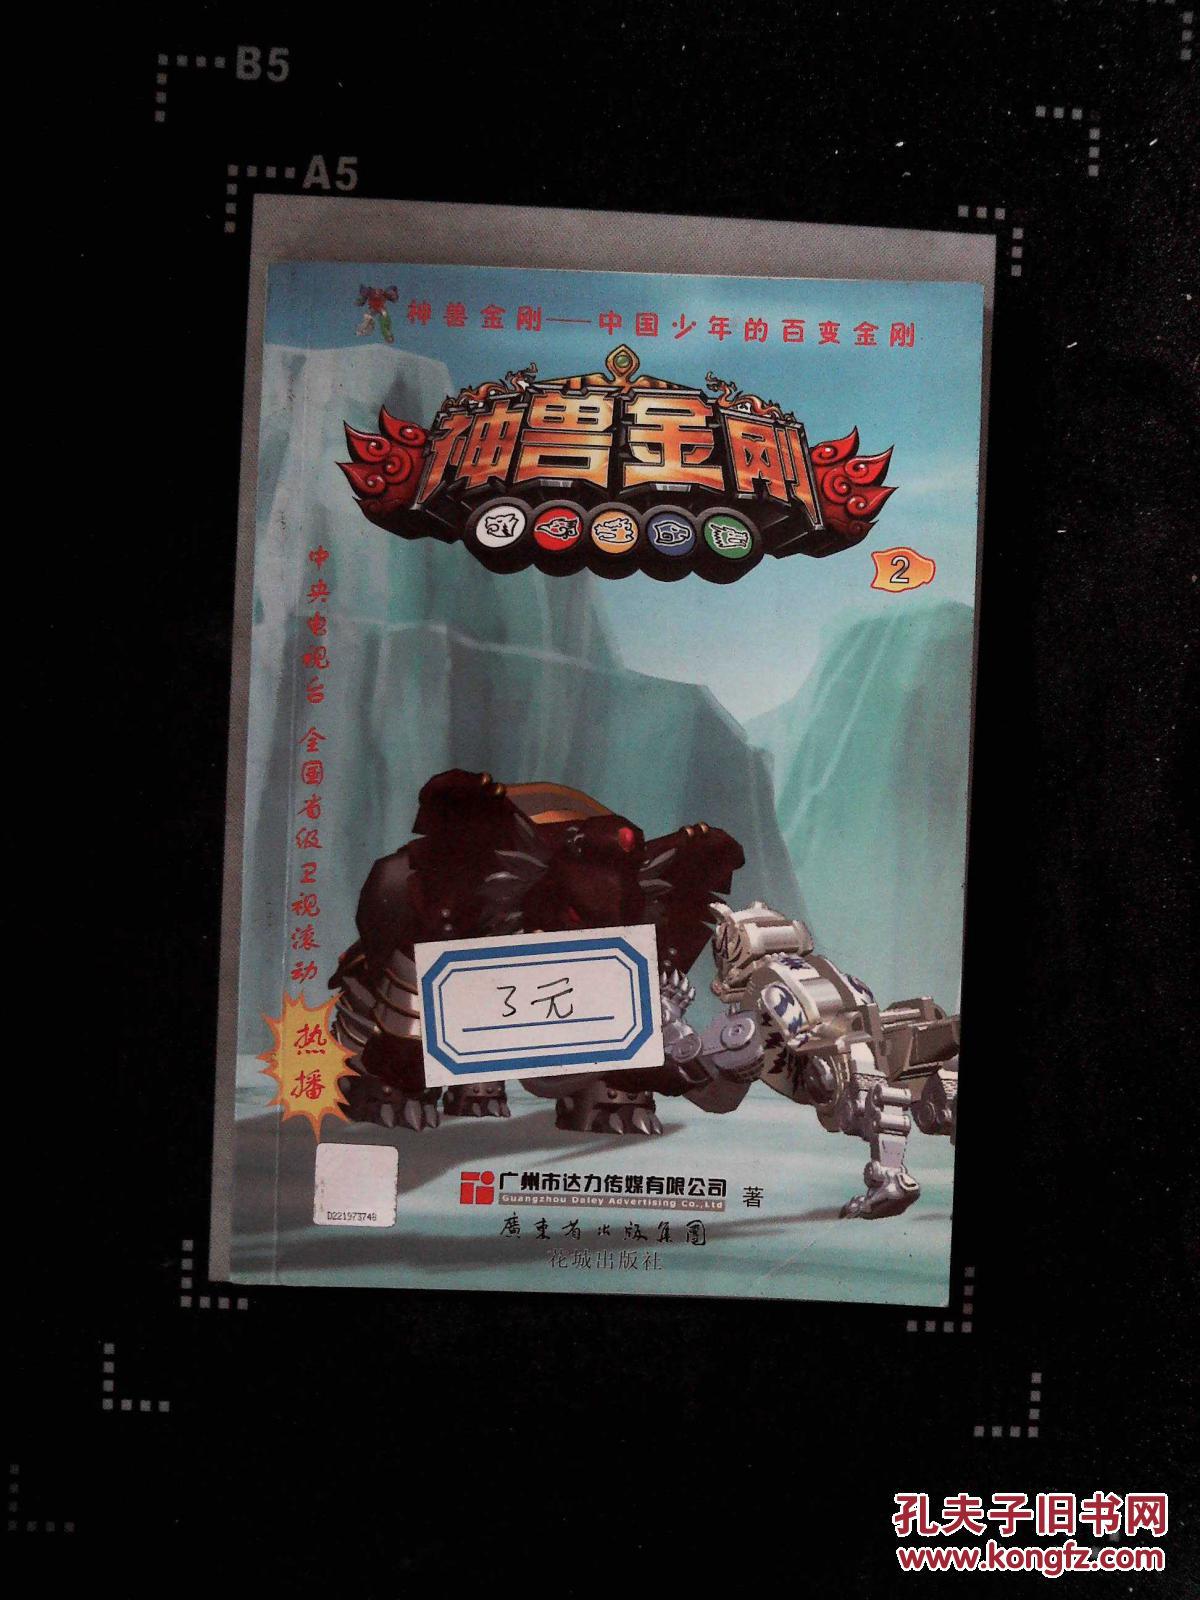 B5
A5
神兽金刚——中国少年的百变金刚
神兽金刚
2
中央电视台 全国省级卫视滚动
热播
3元
D221973748
广州市达力传媒有限公司 著
Guangzhou Daley Advertising Co.,Ltd
廣東省出版集團
花城出版社
孔夫子旧书网
www.kongfz.com